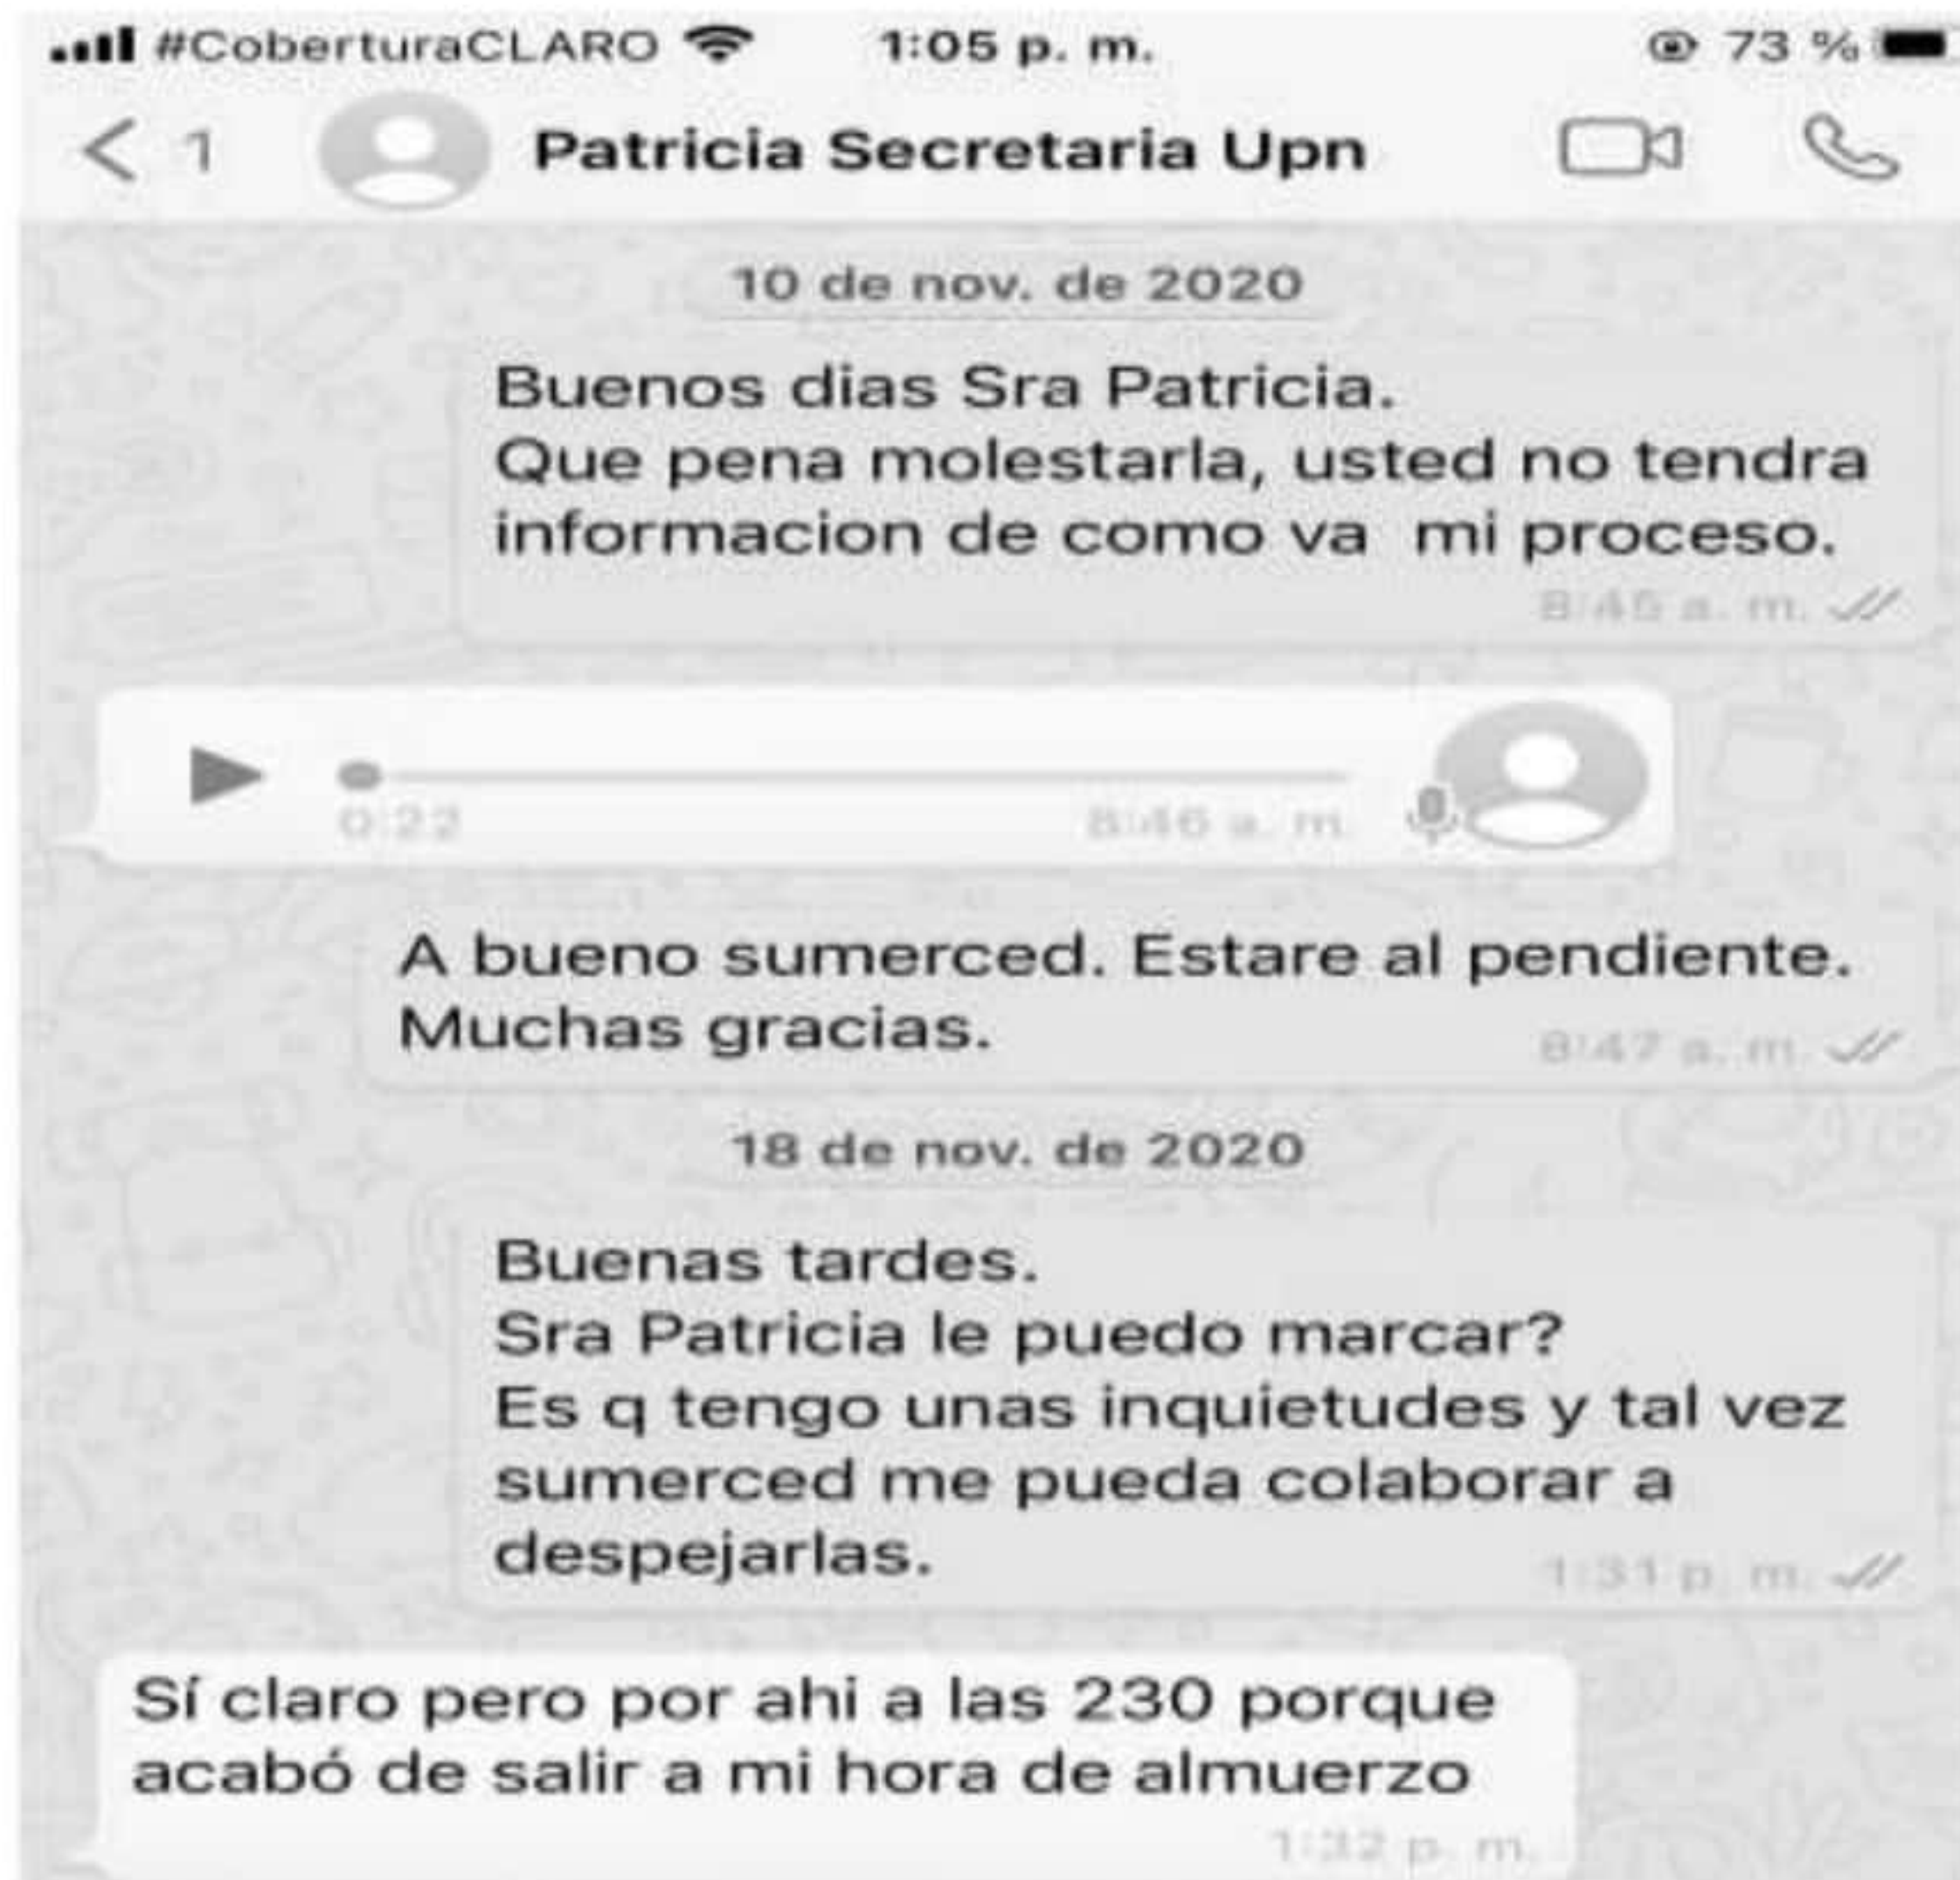 #CoberturaCLARO 1:05 p. m. 73 %
1 Patricia Secretaria Upn
10 de nov. de 2020
Buenos dias Sra Patricia.
Que pena molestarla, usted no tendra
informacion de como va mi proceso.
8:45 a. m.
0:22 8:46 a. m.
A bueno sumerced. Estare al pendiente.
Muchas gracias.
8:47 a. m.
18 de nov. de 2020
Buenas tardes.
Sra Patricia le puedo marcar?
Es q tengo unas inquietudes y tal vez
sumerced me pueda colaborar a
despejarlas.
1:31 p. m.
Sí claro pero por ahi a las 230 porque
acabó de salir a mi hora de almuerzo
1:32 p. m.